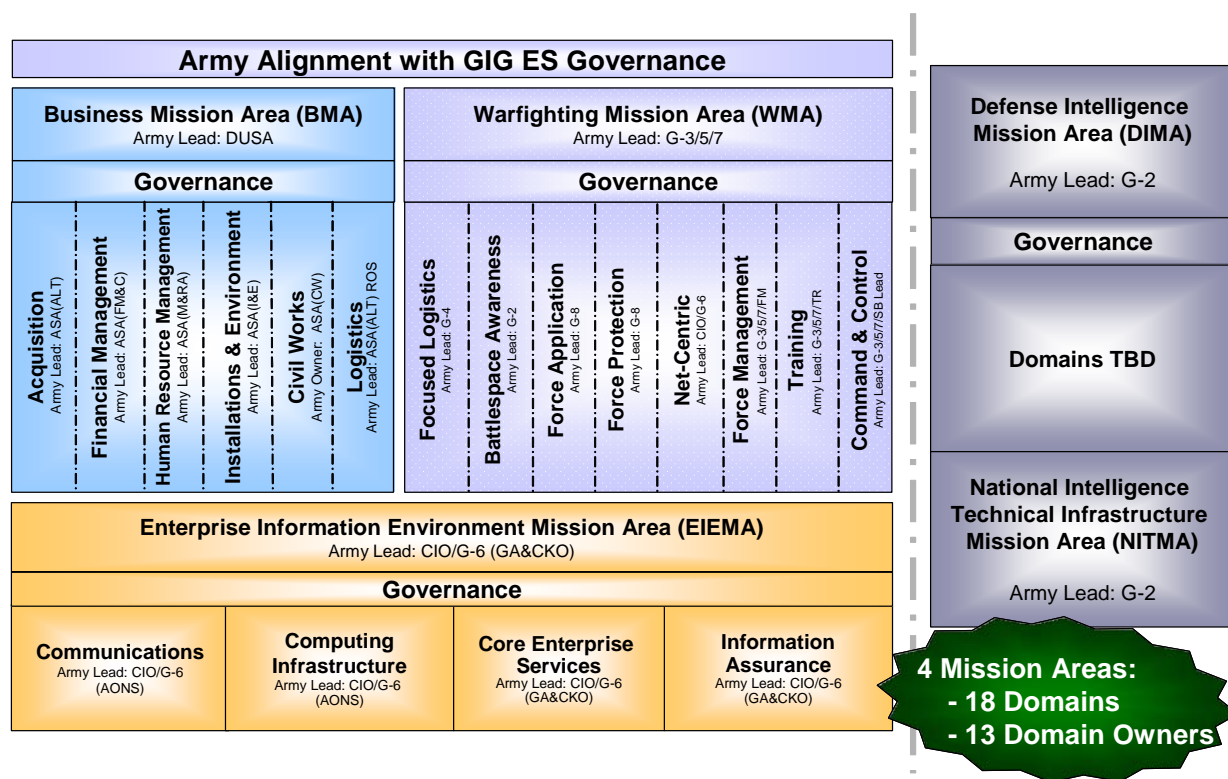 Army Alignment with GIG ES Governance
Business Mission Area (BMA)
Army Lead: DUSA
Governance
Acquisition
Army Lead: ASA(ALT)
Financial Management
Army Lead: ASA(FM&C)
Human Resource Management
Army Lead: ASA(M&RA)
Installations & Environment
Army Lead: ASA(I&E)
Civil Works
Army Owner: ASA(CW)
Logistics
Army Lead: ASA(ALT) ROS
Warfighting Mission Area (WMA)
Army Lead: G-3/5/7
Governance
Focused Logistics
Army Lead: G-4
Battlespace Awareness
Army Lead: G-2
Force Application
Army Lead: G-8
Force Protection
Army Lead: G-8
Net-Centric
Army Lead: CIO/G-6
Force Management
Army Lead: G-3/5/7/FM
Training
Army Lead: G-3/5/7/TR
Command & Control
Army Lead: G-3/5/7/SB Lead
Enterprise Information Environment Mission Area (EIEMA)
Army Lead: CIO/G-6 (GA&CKO)
Governance
Communications
Army Lead: CIO/G-6
(AONS)
Computing
Infrastructure
Army Lead: CIO/G-6
(AONS)
Core Enterprise
Services
Army Lead: CIO/G-6
(GA&CKO)
Information
Assurance
Army Lead: CIO/G-6
(GA&CKO)
Defense Intelligence
Mission Area (DIMA)
Army Lead: G-2
Governance
Domains TBD
National Intelligence
Technical Infrastructure
Mission Area (NITMA)
Army Lead: G-2
4 Mission Areas:
- 18 Domains
- 13 Domain Owners